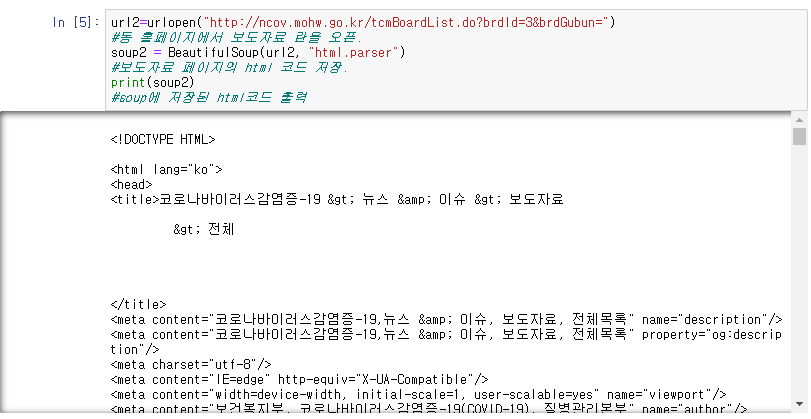 In [5]: url2=urlopen("http://ncov.mohw.go.kr/tcmBoardList.do?brdId=3&brdGubun=")
#동 홈페이지에서 보도자료 란을 오픈.
soup2 = BeautifulSoup(url2, "html.parser")
#보도자료 페이지의 html 코드 저장.
print(soup2)
#soup에 저장된 html코드 출력
<!DOCTYPE HTML>
<html lang="ko">
<head>
<title>코로나바이러스감염증-19 &gt; 뉴스 &amp; 이슈 &gt; 보도자료
&gt; 전체
</title>
<meta content="코로나바이러스감염증-19,뉴스 &amp; 이슈, 보도자료, 전체목록" name="description"/>
<meta content="코로나바이러스감염증-19,뉴스 &amp; 이슈, 보도자료, 전체목록" property="og:descrip
tion"/>
<meta charset="utf-8"/>
<meta content="IE=edge" http-equiv="X-UA-Compatible"/>
<meta content="width=device-width, initial-scale=1, user-scalable=yes" name="viewport"/>
<meta content="보건복지부, 코로나바이러스감염증-19(COVID-19), 질병관리본부" name="author"/>